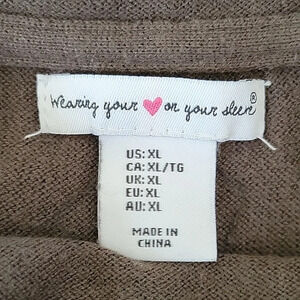 Wearing your ♥ on your sleeve®
US: XL
CA: XL/TG
UK: XL
EU: XL
AU: XL
MADE IN
CHINA